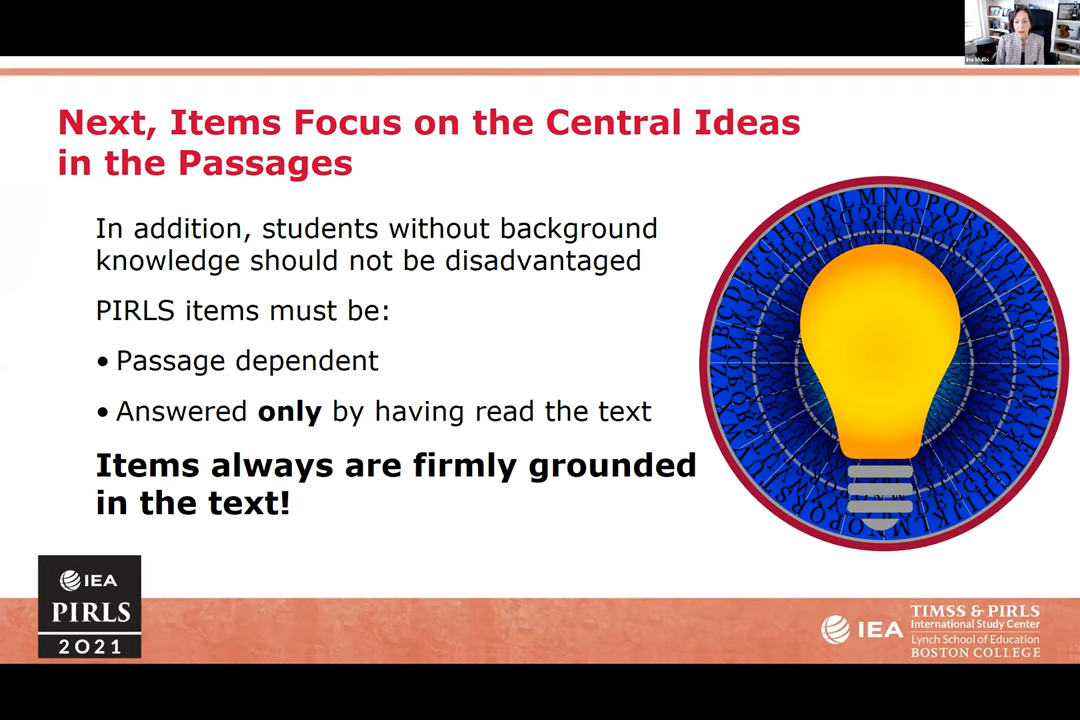 Ina Mullis
Next, Items Focus on the Central Ideas
in the Passages
In addition, students without background
knowledge should not be disadvantaged
PIRLS items must be:
• Passage dependent
• Answered only by having read the text
Items always are firmly grounded
in the text!
IEA
PIRLS
2021
IEA
TIMSS & PIRLS
International Study Center
Lynch School of Education
BOSTON COLLEGE